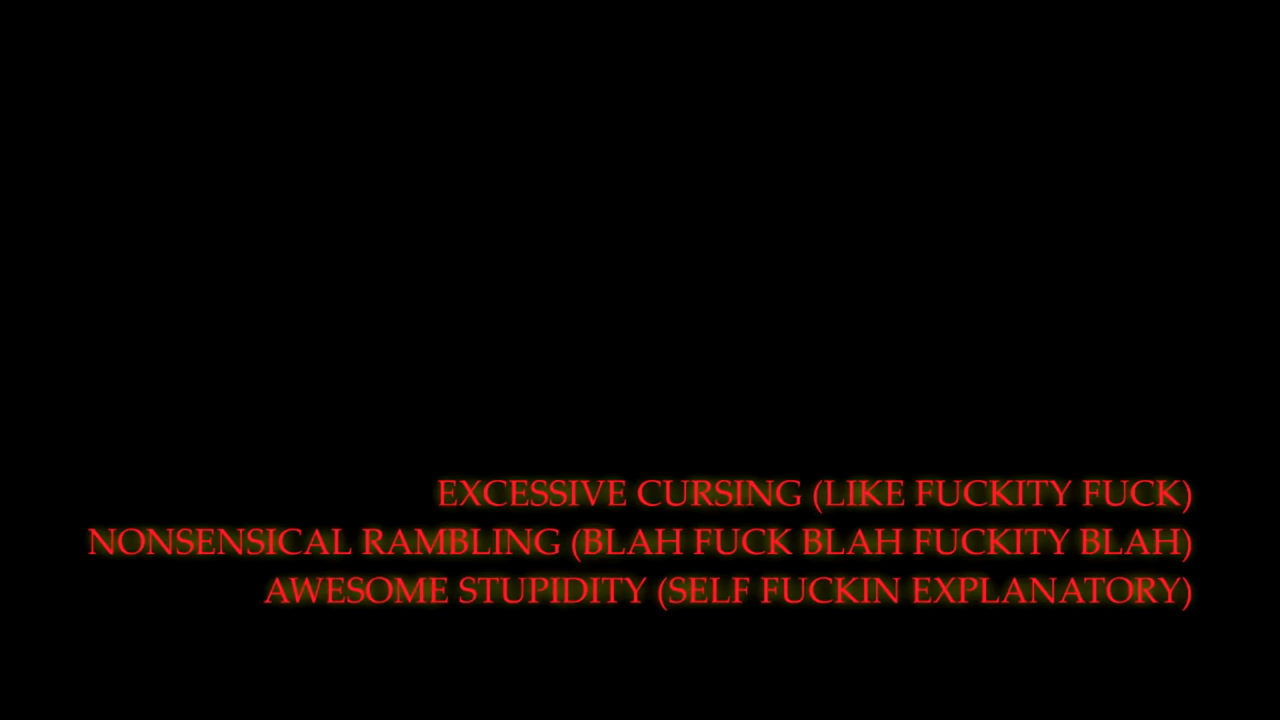 EXCESSIVE CURSING (LIKE FUCKITY FUCK)
NONSENSICAL RAMBLING (BLAH FUCK BLAH FUCKITY BLAH)
AWESOME STUPIDITY (SELF FUCKIN EXPLANATORY)